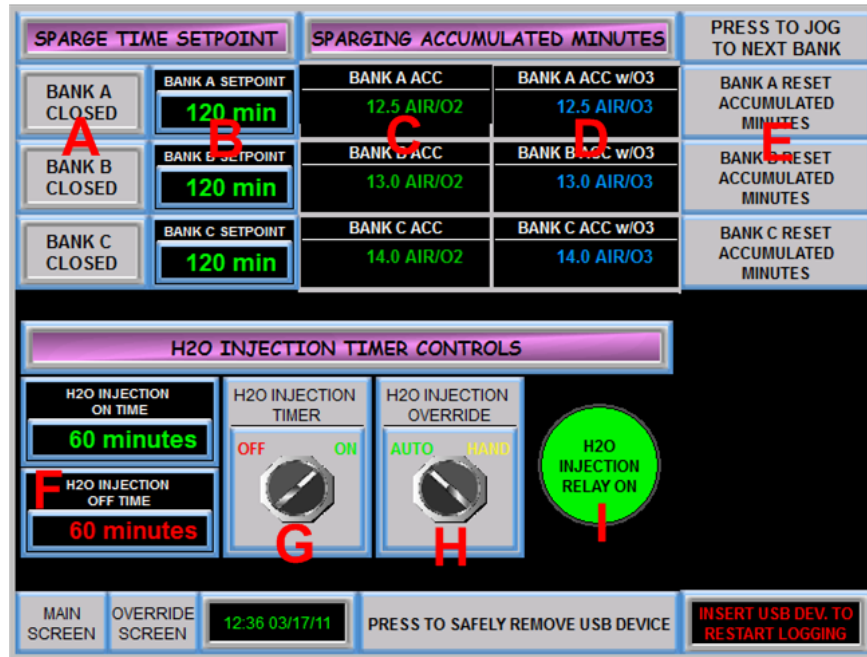 SPARGE TIME SETPOINT
SPARGING ACCUMULATED MINUTES
PRESS TO JOG
TO NEXT BANK
BANK A
CLOSED
A
BANK A SETPOINT
120 min
B
BANK A ACC
12.5 AIR/O2
C
BANK A ACC w/O3
12.5 AIR/O3
D
BANK A RESET
ACCUMULATED
MINUTES
E
BANK B
CLOSED
BANK B SETPOINT
120 min
BANK B ACC
13.0 AIR/O2
BANK B ACC w/O3
13.0 AIR/O3
BANK B RESET
ACCUMULATED
MINUTES
BANK C
CLOSED
BANK C SETPOINT
120 min
BANK C ACC
14.0 AIR/O2
BANK C ACC w/O3
14.0 AIR/O3
BANK C RESET
ACCUMULATED
MINUTES
H2O INJECTION TIMER CONTROLS
H2O INJECTION
ON TIME
60 minutes
H2O INJECTION
OFF TIME
60 minutes
F
H2O INJECTION
TIMER
OFF ON
G
H2O INJECTION
OVERRIDE
AUTO HAND
H
H2O
INJECTION
RELAY ON
I
MAIN
SCREEN
OVERRIDE
SCREEN
12:36 03/17/11
PRESS TO SAFELY REMOVE USB DEVICE
INSERT USB DEV. TO
RESTART LOGGING